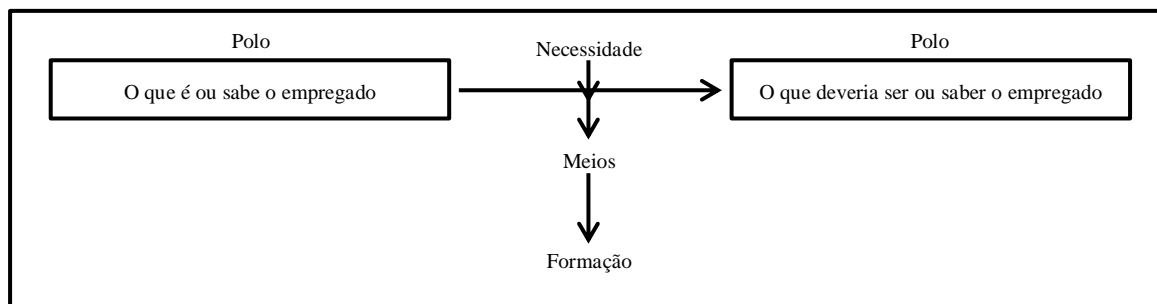 Polo
Necessidade
Polo
O que é ou sabe o empregado
O que deveria ser ou saber o empregado
Meios
Formação